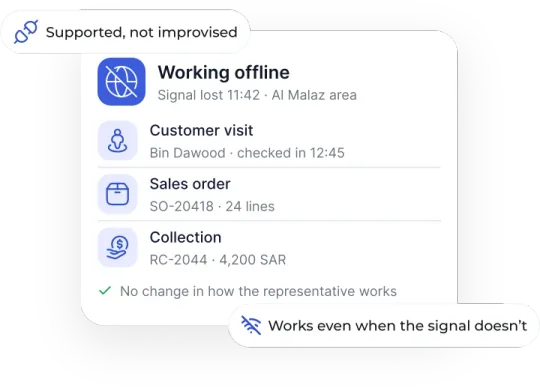 Supported, not improvised
Working offline
Signal lost 11:42 · Al Malaz area
Customer visit
Bin Dawood · checked in 12:45
Sales order
SO-20418 · 24 lines
Collection
RC-2044 · 4,200 SAR
No change in how the representative works
Works even when the signal doesn’t